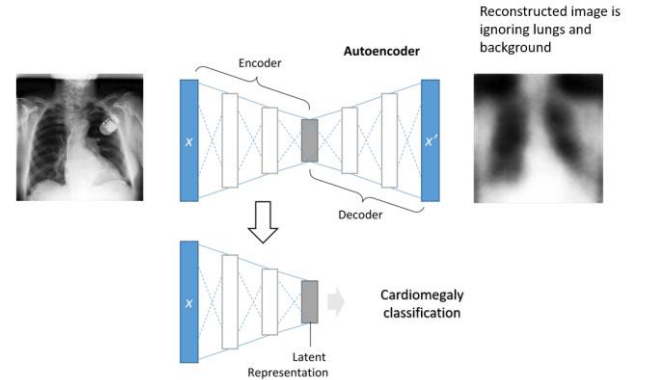 Reconstructed image is
ignoring lungs and
background
Autoencoder
Encoder
x
x'
Decoder
x
Cardiomegaly
classification
Latent
Representation